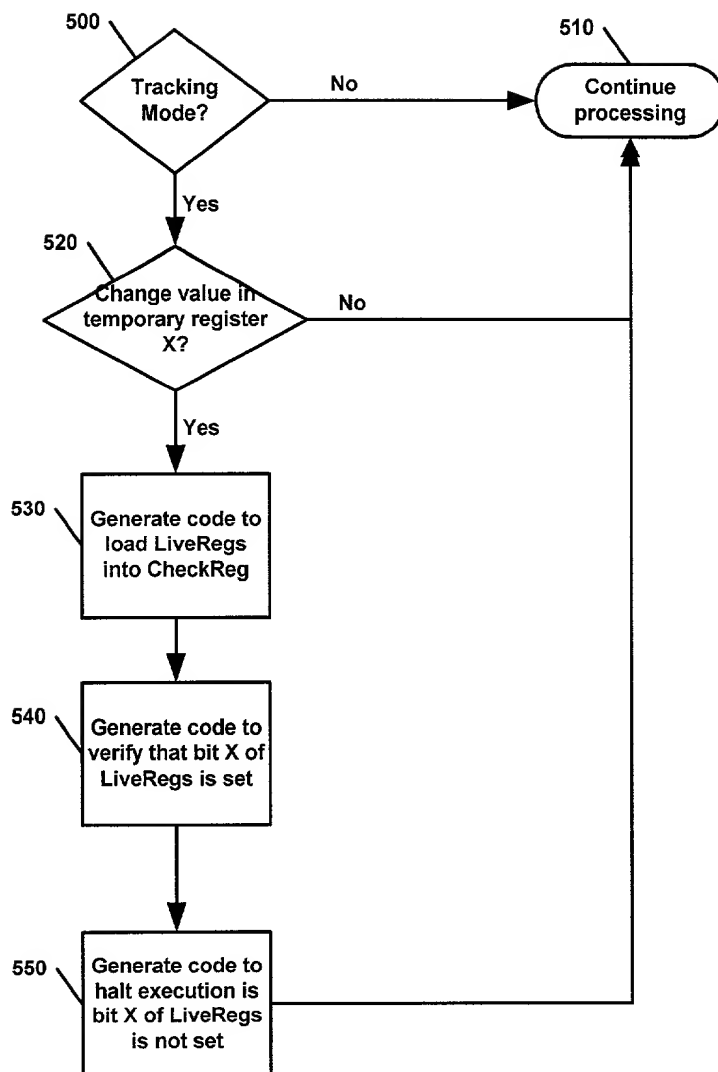 500
Tracking
Mode?
No
510
Continue
processing
Yes
520
Change value in
temporary register
X?
No
Yes
530
Generate code to
load LiveRegs
into CheckReg
540
Generate code to
verify that bit X of
LiveRegs is set
550
Generate code to
halt execution is
bit X of LiveRegs
is not set